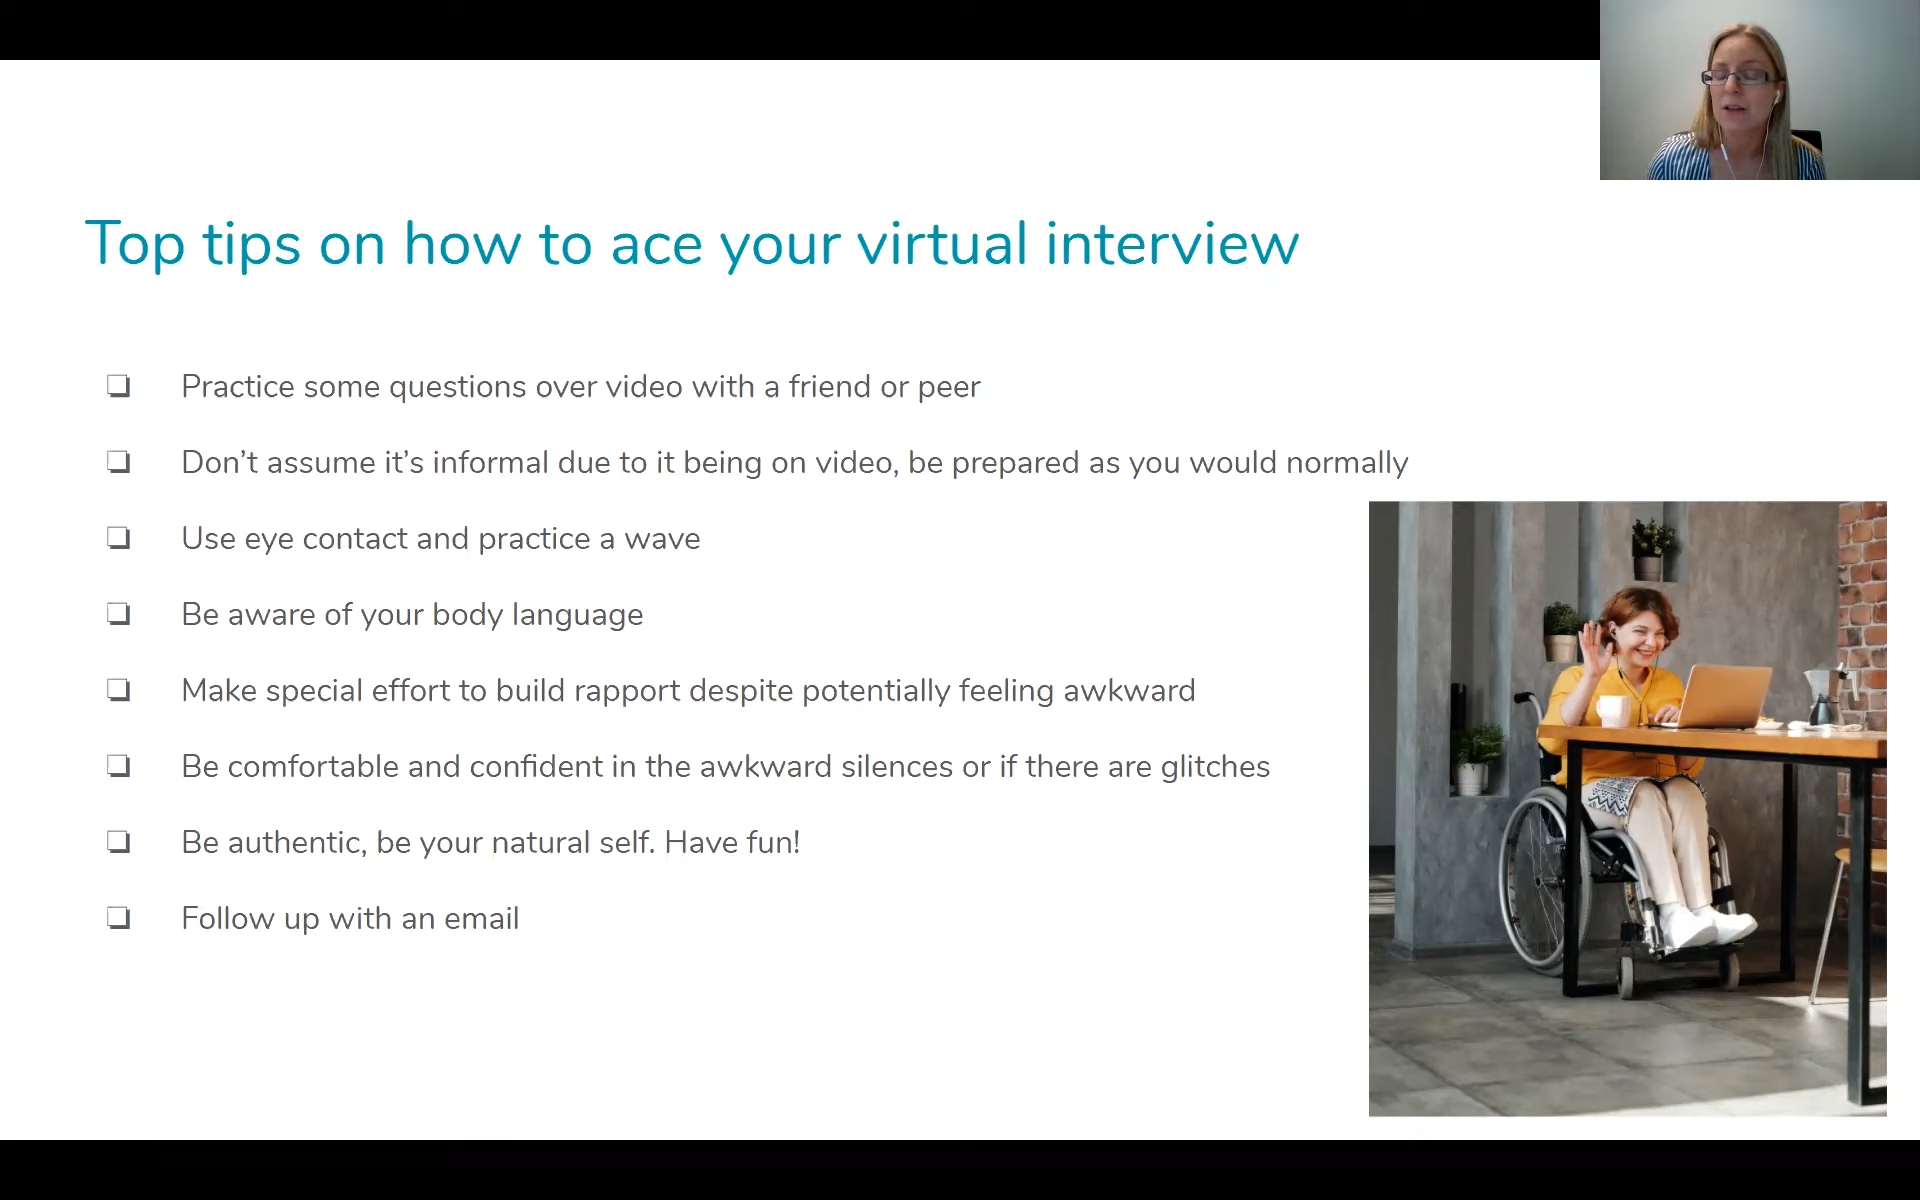 Top tips on how to ace your virtual interview
Practice some questions over video with a friend or peer
Don’t assume it’s informal due to it being on video, be prepared as you would normally
Use eye contact and practice a wave
Be aware of your body language
Make special effort to build rapport despite potentially feeling awkward
Be comfortable and confident in the awkward silences or if there are glitches
Be authentic, be your natural self. Have fun!
Follow up with an email